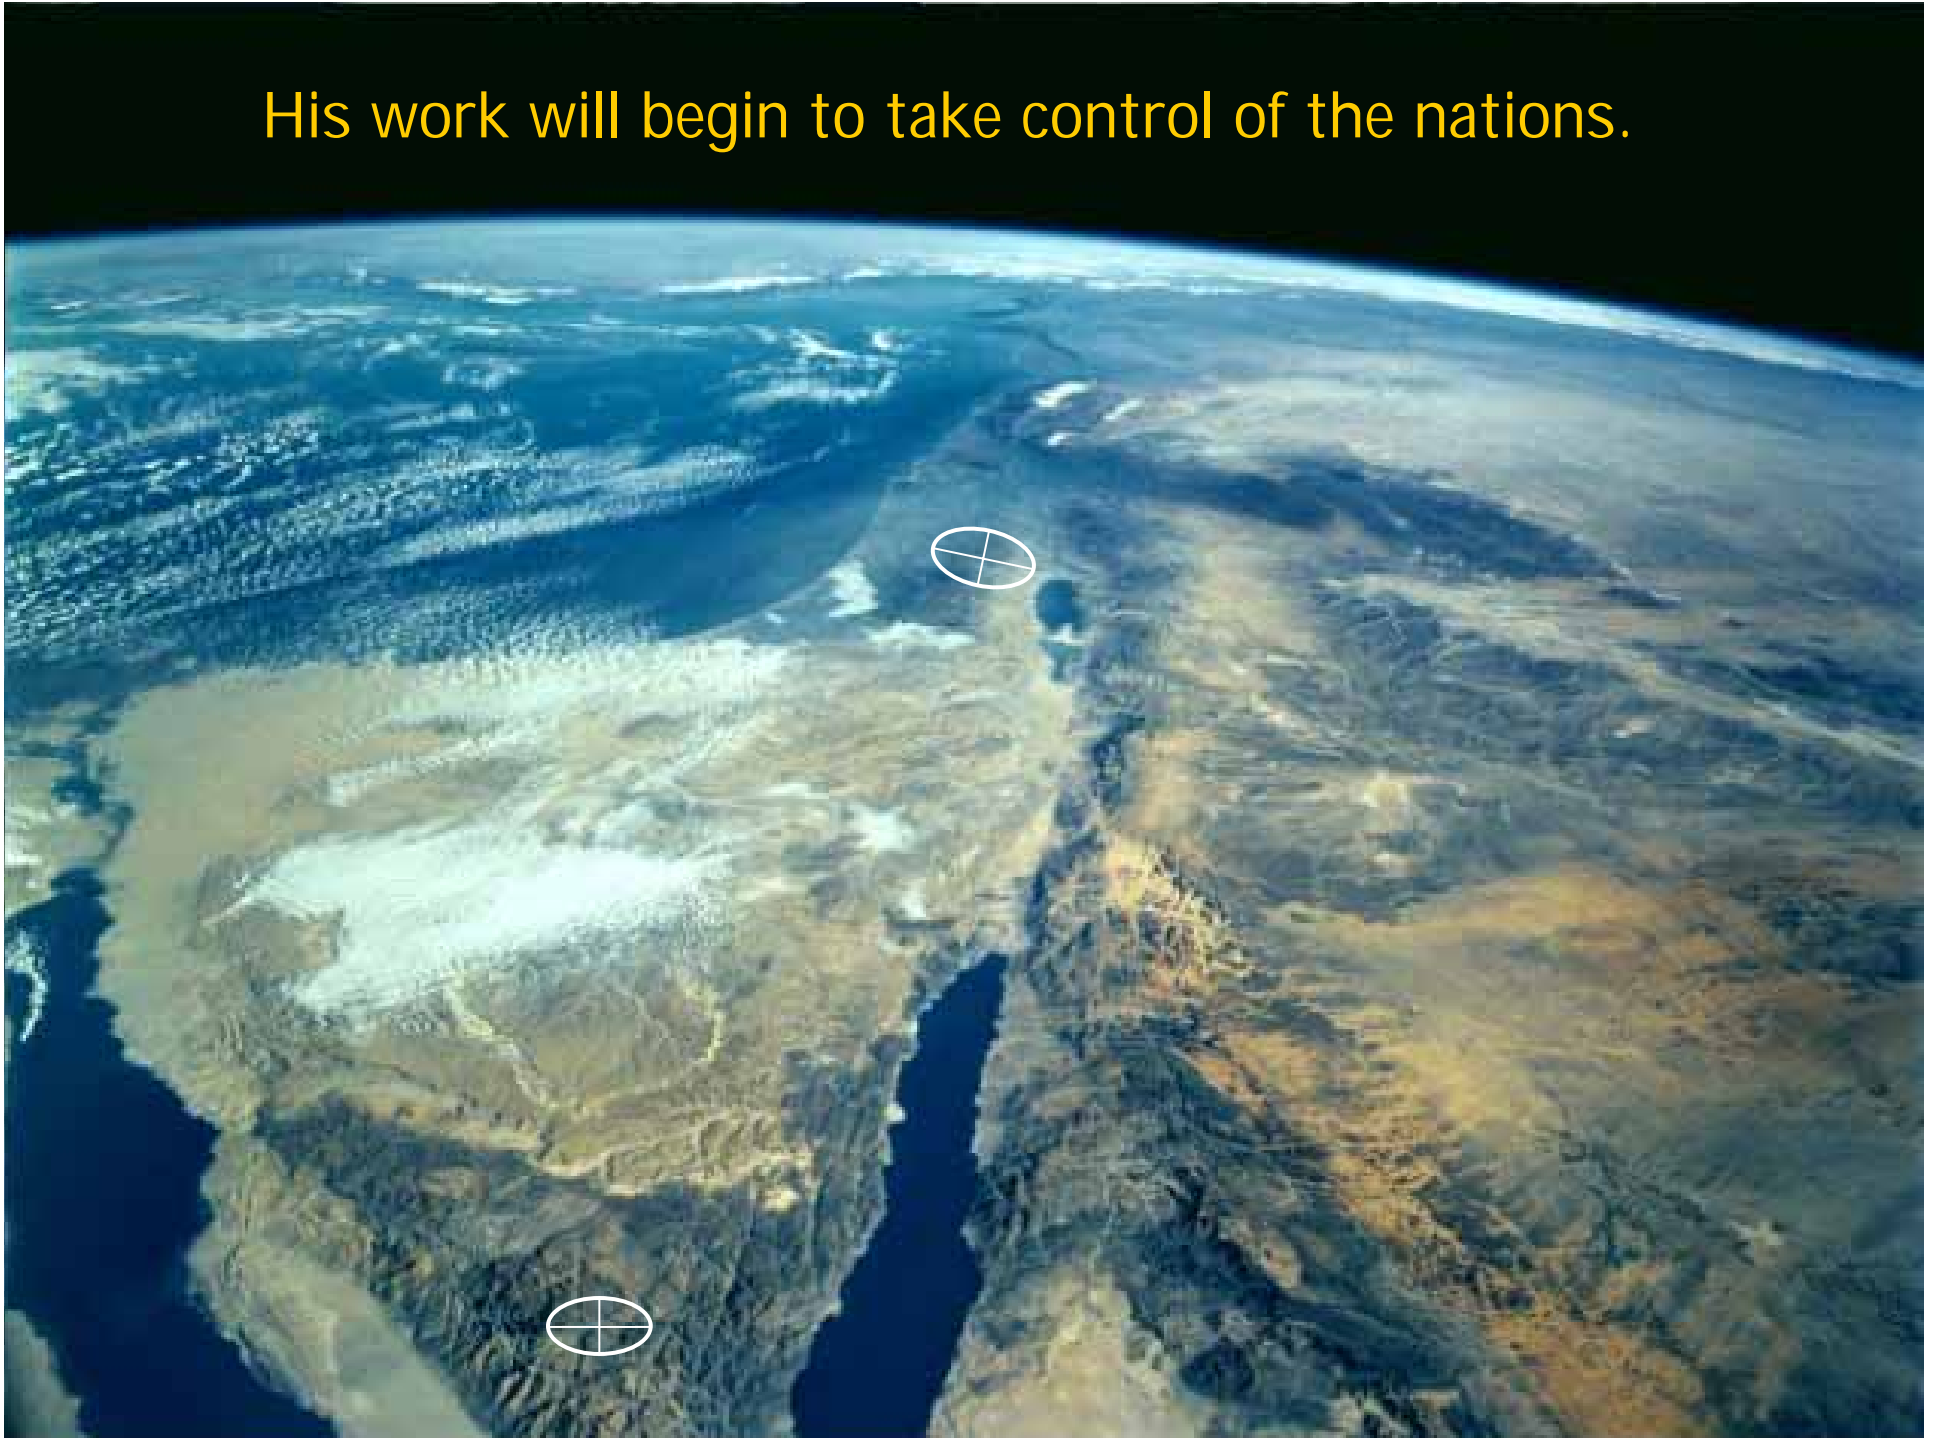 His work will begin to take control of the nations.